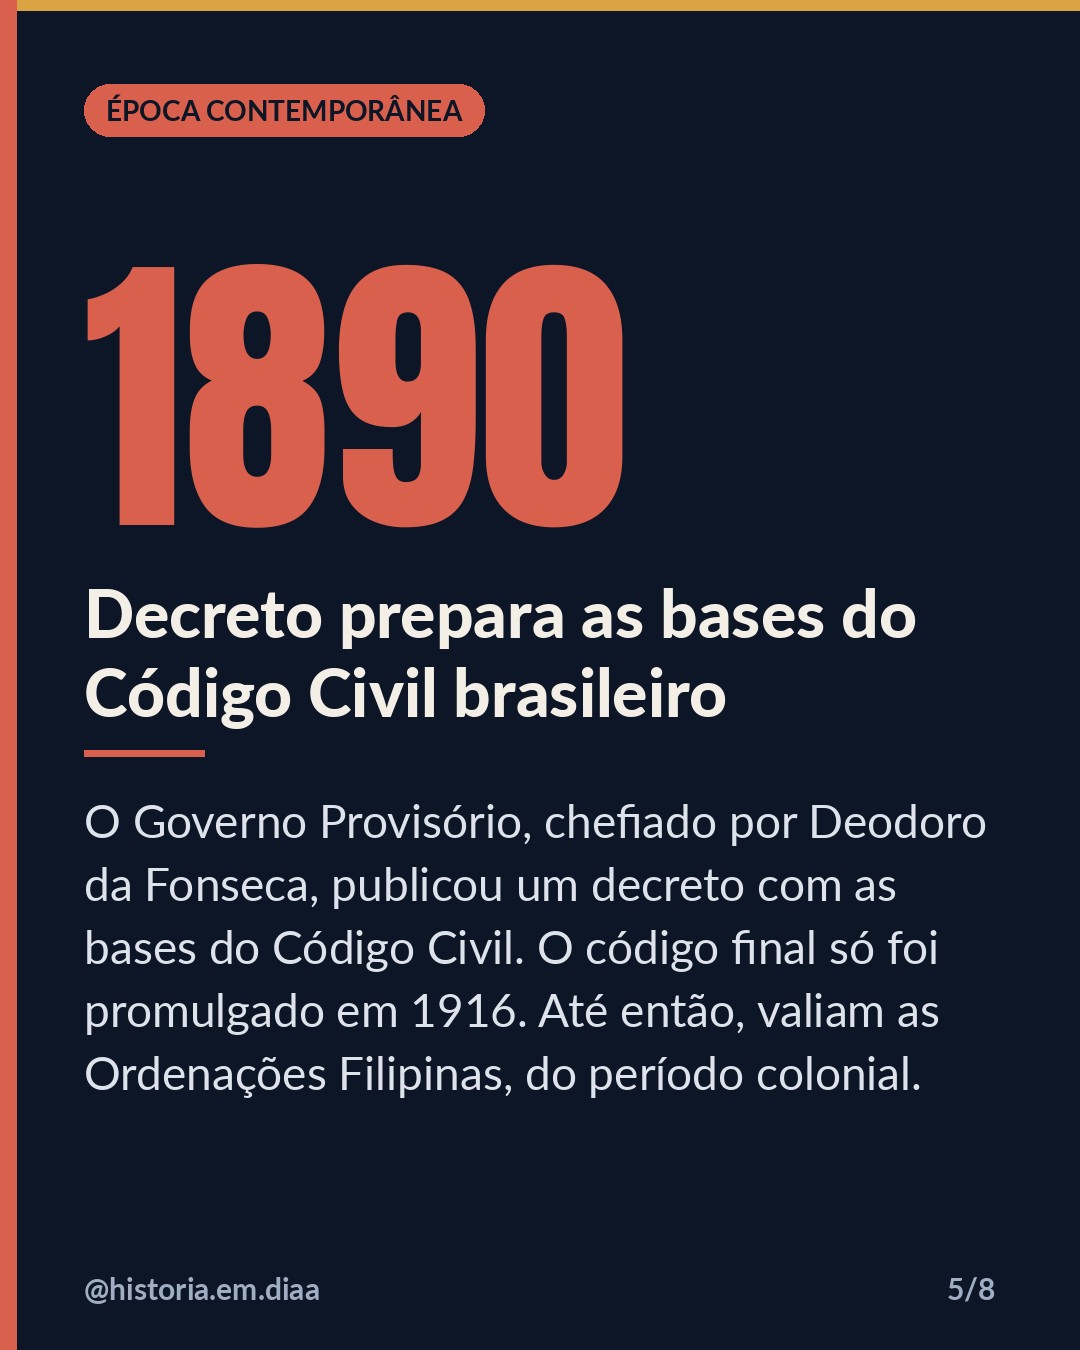 ÉPOCA CONTEMPORÂNEA
1890
Decreto prepara as bases do
Código Civil brasileiro
O Governo Provisório, chefiado por Deodoro
da Fonseca, publicou um decreto com as
bases do Código Civil. O código final só foi
promulgado em 1916. Até então, valiam as
Ordenações Filipinas, do período colonial.
@historia.em.diaa
5/8